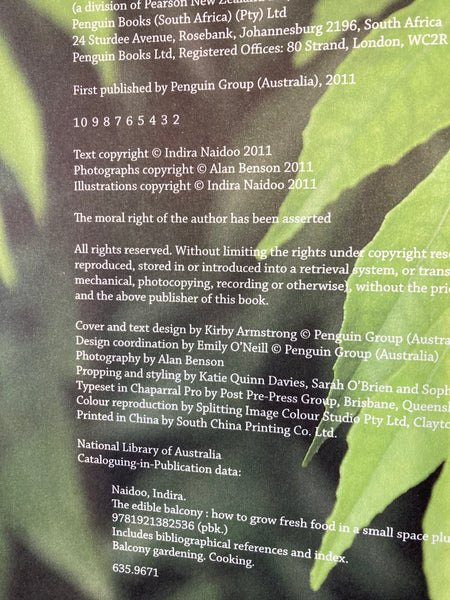 (a division of Pearson New Zealand
Penguin Books (South Africa) (Pty) Ltd
24 Sturdee Avenue, Rosebank, Johannesburg 2196, South Africa
Penguin Books Ltd, Registered Offices: 80 Strand, London, WC2R
First published by Penguin Group (Australia), 2011
10 9 8 7 6 5 4 3 2
Text copyright © Indira Naidoo 2011
Photographs copyright © Alan Benson 2011
Illustrations copyright © Indira Naidoo 2011
The moral right of the author has been asserted
All rights reserved. Without limiting the rights under copyright rese
reproduced, stored in or introduced into a retrieval system, or trans
mechanical, photocopying, recording or otherwise), without the prio
and the above publisher of this book.
Cover and text design by Kirby Armstrong © Penguin Group (Austra
Design coordination by Emily O'Neill © Penguin Group (Australia)
Photography by Alan Benson
Propping and styling by Katie Quinn Davies, Sarah O'Brien and Soph
Typeset in Chaparral Pro by Post Pre-Press Group, Brisbane, Queensl
Colour reproduction by Splitting Image Colour Studio Pty Ltd, Clayto
Printed in China by South China Printing Co. Ltd.
National Library of Australia
Cataloguing-in-Publication data:
Naidoo, Indira.
The edible balcony : how to grow fresh food in a small space plu
9781921382536 (pbk.)
Includes bibliographical references and index.
Balcony gardening. Cooking.
635.9671